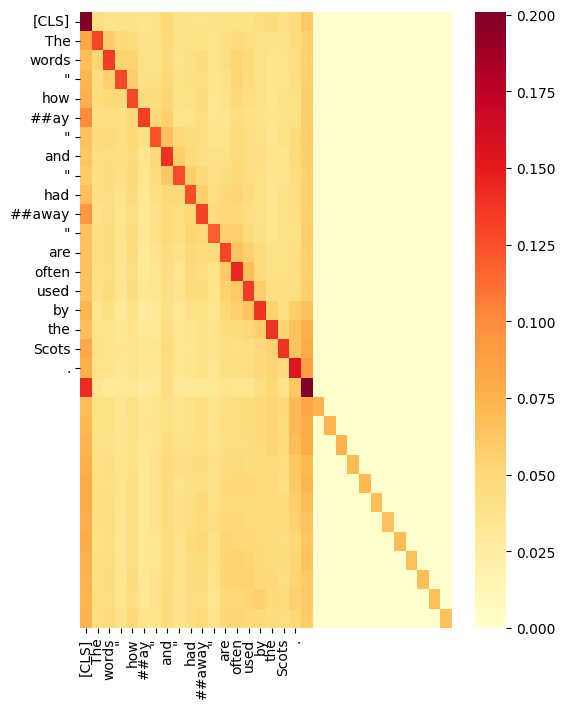 [CLS]
The
words
"
how
##ay
"
and
"
had
##away
"
are
often
used
by
the
Scots
.
0.200
0.175
0.150
0.125
0.100
0.075
0.050
0.025
0.000
[CLS]
The
words
"
how
##ay
"
and
"
had
##away
"
are
often
used
by
the
Scots
.